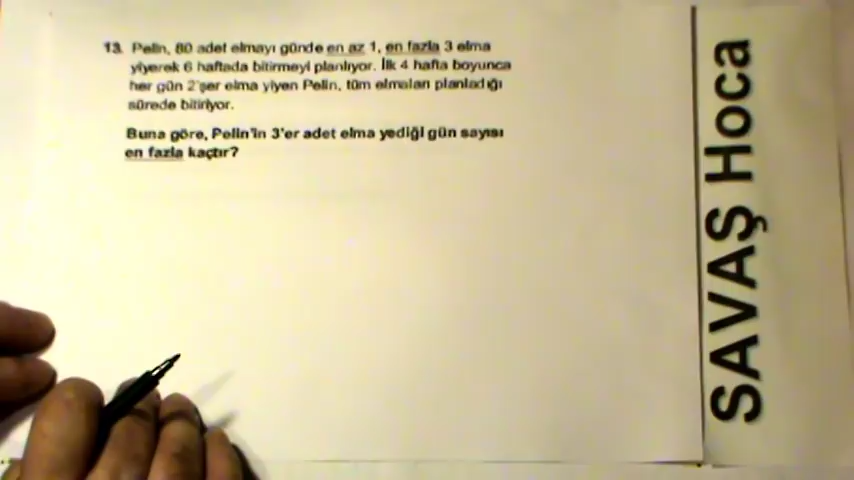 13. Pelin, 80 adet elmayı günde en az 1, en fazla 3 elma
yiyerek 6 haftada bitirmeyi planlıyor. İlk 4 hafta boyunca
her gün 2'şer elma yiyen Pelin, tüm elmaları planladığı
sürede bitiriyor.
Buna göre, Pelin'in 3'er adet elma yediği gün sayısı
en fazla kaçtır?
SAVAŞ Hoca